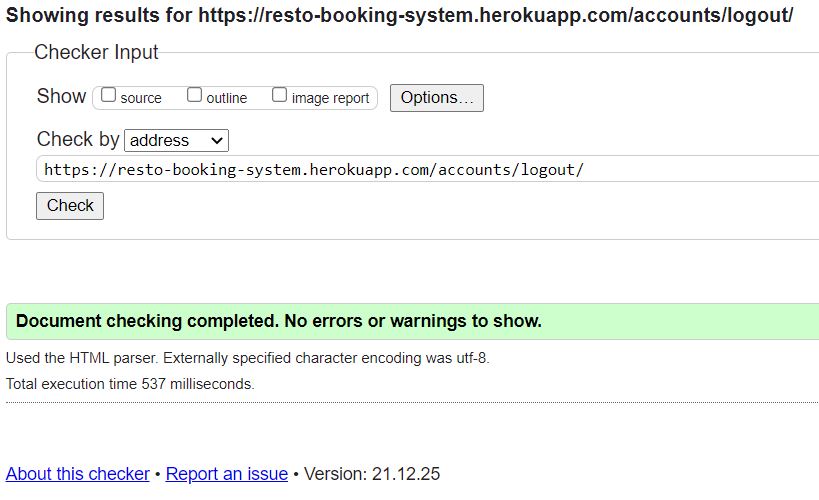 Showing results for https://resto-booking-system.herokuapp.com/accounts/logout/
Checker Input
Show source outline image report Options...
Check by address
https://resto-booking-system.herokuapp.com/accounts/logout/
Check
Document checking completed. No errors or warnings to show.
Used the HTML parser. Externally specified character encoding was utf-8.
Total execution time 537 milliseconds.
About this checker • Report an issue • Version: 21.12.25